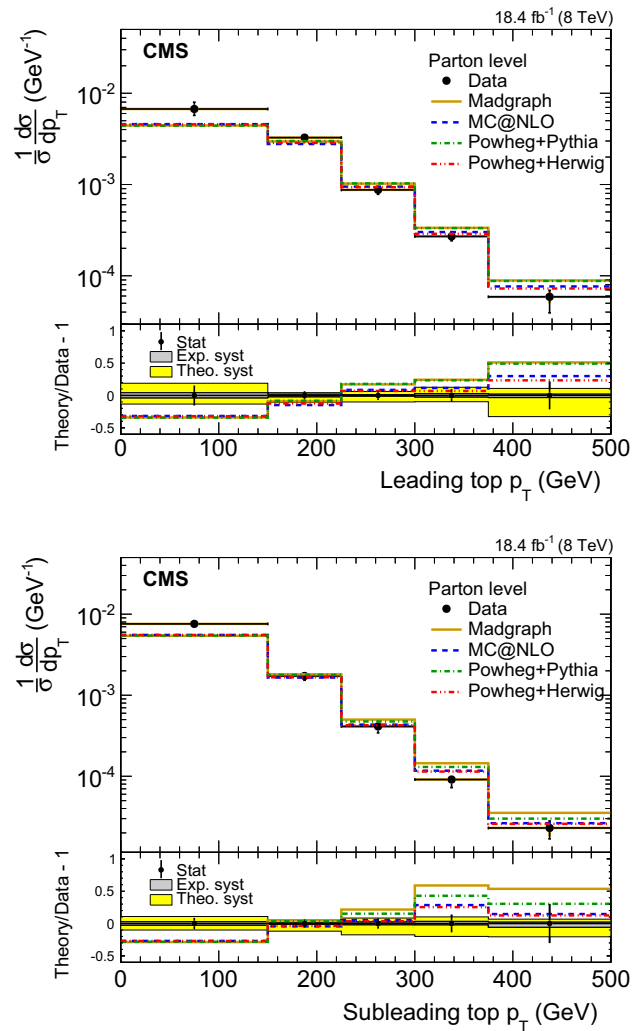 18.4 fb⁻¹ (8 TeV)
CMS
Parton level
Data
Madgraph
MC@NLO
Powheg+Pythia
Powheg+Herwig
1/σ dσ/dp_T (GeV⁻¹)
10⁻²
10⁻³
10⁻⁴
Theory/Data - 1
1
0.5
0
-0.5
Stat
Exp. syst
Theo. syst
0 100 200 300 400 500
Leading top p_T (GeV)
18.4 fb⁻¹ (8 TeV)
CMS
Parton level
Data
Madgraph
MC@NLO
Powheg+Pythia
Powheg+Herwig
1/σ dσ/dp_T (GeV⁻¹)
10⁻²
10⁻³
10⁻⁴
Theory/Data - 1
1
0.5
0
-0.5
Stat
Exp. syst
Theo. syst
0 100 200 300 400 500
Subleading top p_T (GeV)